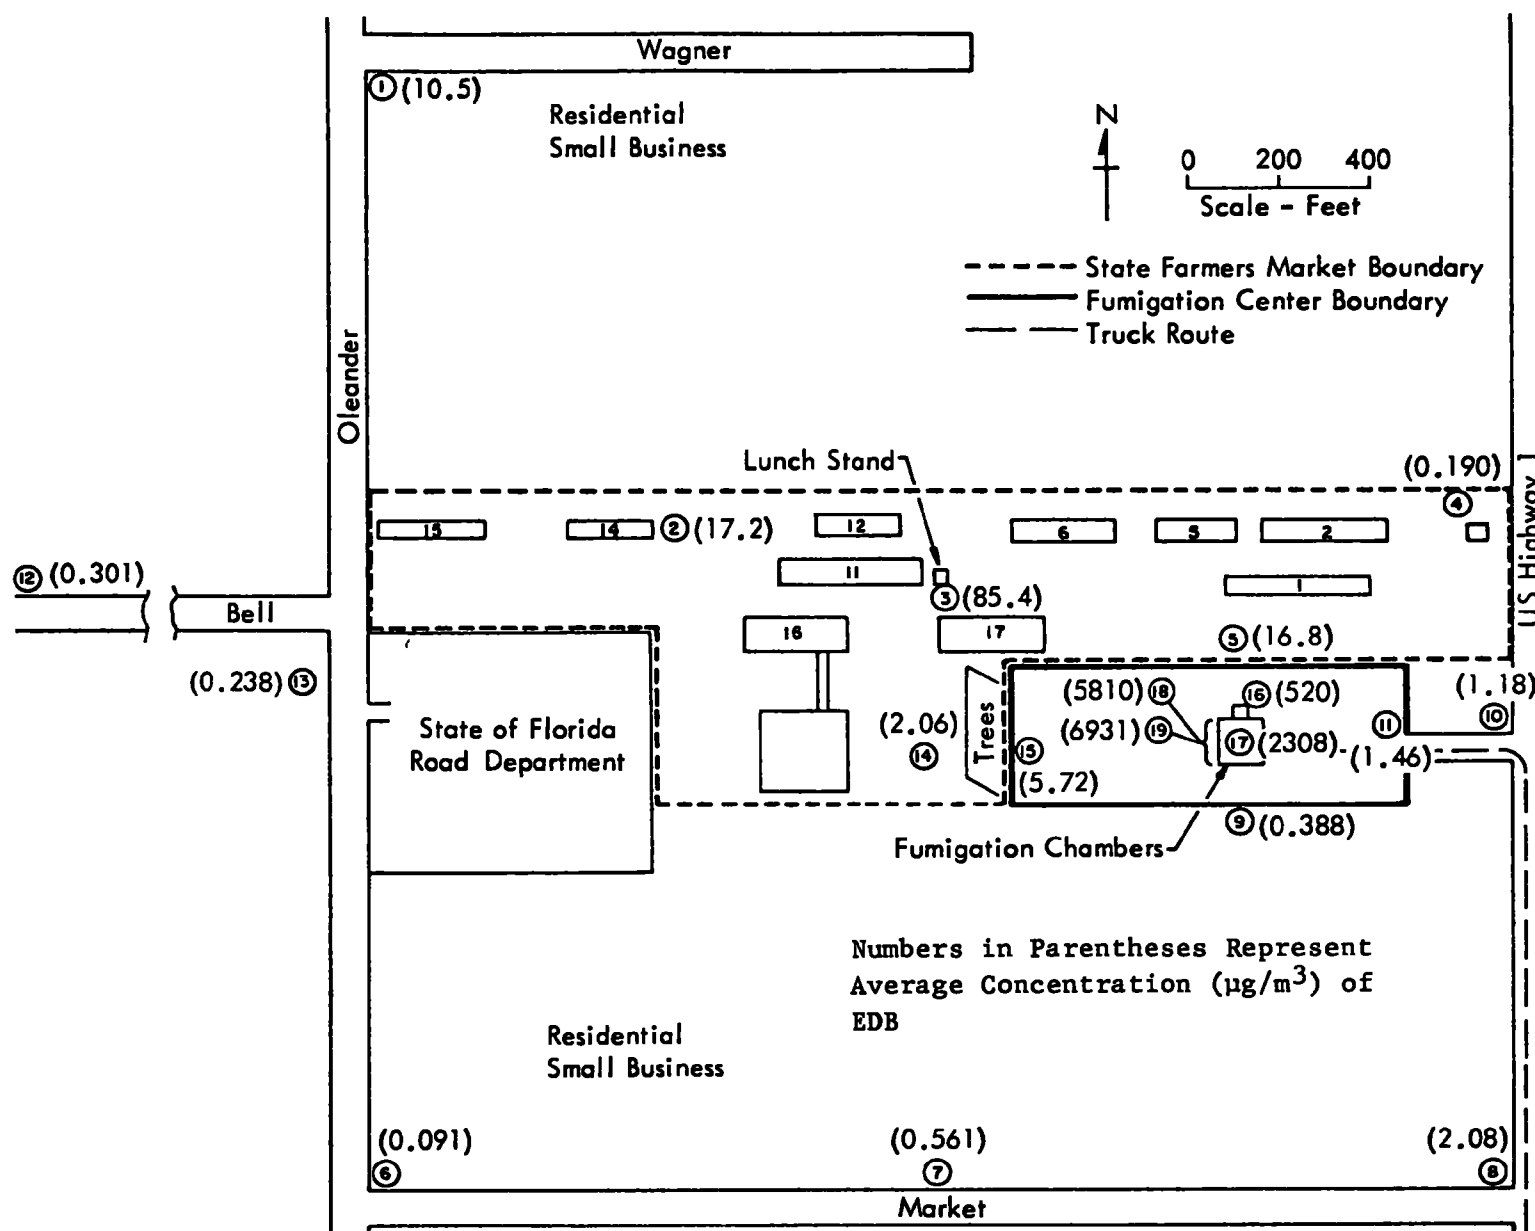 Wagner
① (10.5)
Residential
Small Business
N
0 200 400
Scale - Feet
State Farmers Market Boundary
Fumigation Center Boundary
Truck Route
Oleander
Lunch Stand
(0.190)
④
US Highway 1
15
14
② (17.2)
12
6
5
2
11
③ (85.4)
1
⑫ (0.301)
Bell
16
17
⑤ (16.8)
(0.238) ⑬
State of Florida
Road Department
(2.06)
⑭
Trees
⑮
(5.72)
(5810) ⑱
(6931) ⑲
⑯ (520)
⑰ (2308)
⑪
(1.46)
(1.18)
⑩
⑨ (0.388)
Fumigation Chambers
Numbers in Parentheses Represent
Average Concentration (µg/m³) of
EDB
Residential
Small Business
(0.091)
⑥
(0.561)
⑦
(2.08)
⑧
Market